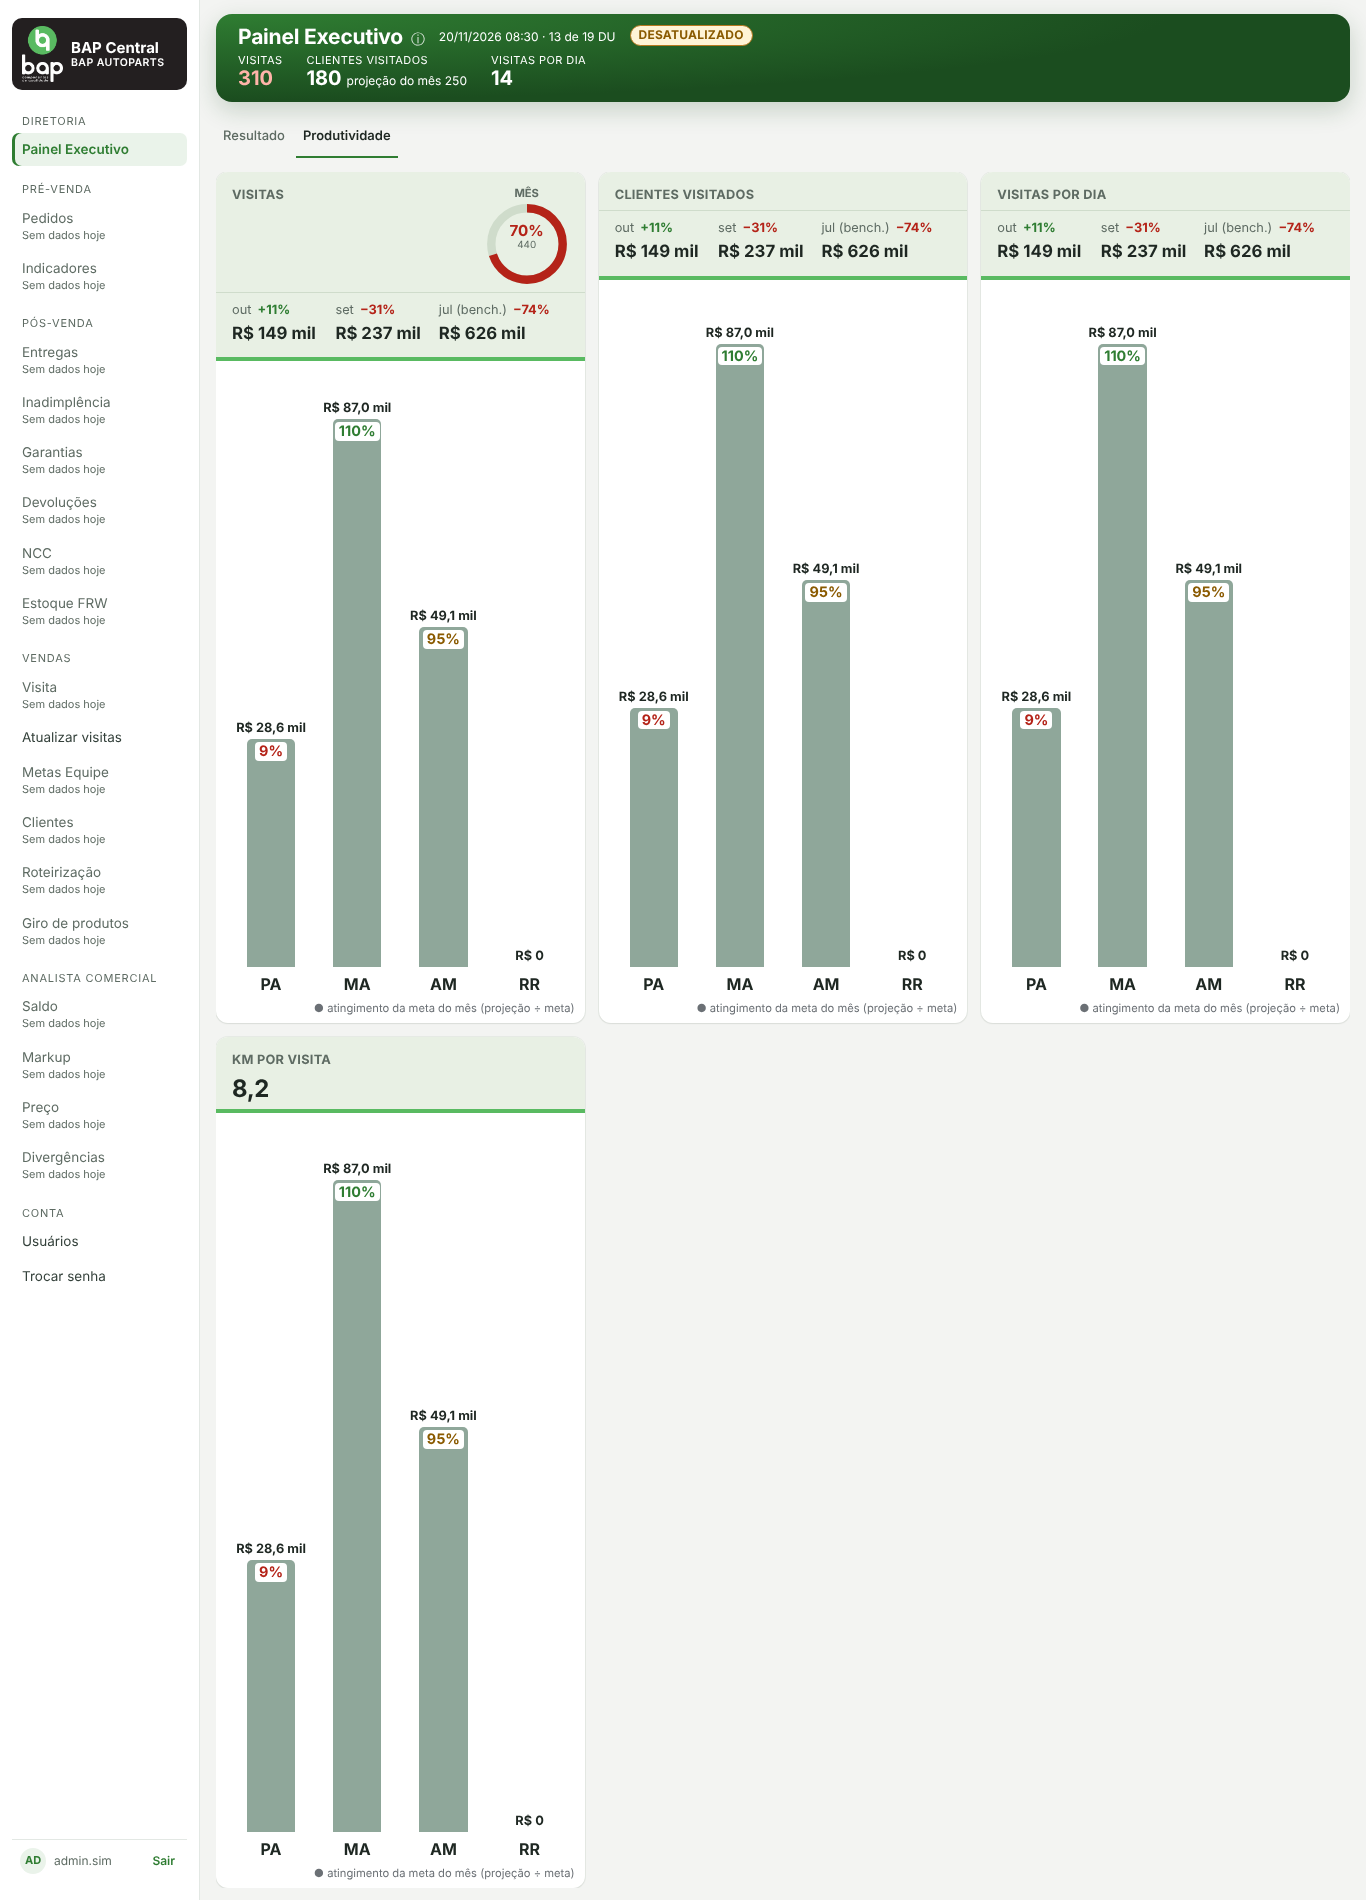 bap
BAP Central
BAP AUTOPARTS
DIRETORIA
Painel Executivo
PRÉ-VENDA
Pedidos
Sem dados hoje
Indicadores
Sem dados hoje
PÓS-VENDA
Entregas
Sem dados hoje
Inadimplência
Sem dados hoje
Garantias
Sem dados hoje
Devoluções
Sem dados hoje
NCC
Sem dados hoje
Estoque FRW
Sem dados hoje
VENDAS
Visita
Sem dados hoje
Atualizar visitas
Metas Equipe
Sem dados hoje
Clientes
Sem dados hoje
Roteirização
Sem dados hoje
Giro de produtos
Sem dados hoje
ANALISTA COMERCIAL
Saldo
Sem dados hoje
Markup
Sem dados hoje
Preço
Sem dados hoje
Divergências
Sem dados hoje
CONTA
Usuários
Trocar senha
AD admin.sim Sair
Painel Executivo ⓘ 20/11/2026 08:30 · 13 de 19 DU DESATUALIZADO
VISITAS CLIENTES VISITADOS VISITAS POR DIA
310 180 projeção do mês 250 14
Resultado Produtividade
VISITAS
MÊS
70%
440
out +11% set −31% jul (bench.) −74%
R$ 149 mil R$ 237 mil R$ 626 mil
R$ 87,0 mil
110%
R$ 49,1 mil
95%
R$ 28,6 mil
9%
R$ 0
PA MA AM RR
● atingimento da meta do mês (projeção ÷ meta)
CLIENTES VISITADOS
out +11% set −31% jul (bench.) −74%
R$ 149 mil R$ 237 mil R$ 626 mil
R$ 87,0 mil
110%
R$ 49,1 mil
95%
R$ 28,6 mil
9%
R$ 0
PA MA AM RR
● atingimento da meta do mês (projeção ÷ meta)
VISITAS POR DIA
out +11% set −31% jul (bench.) −74%
R$ 149 mil R$ 237 mil R$ 626 mil
R$ 87,0 mil
110%
R$ 49,1 mil
95%
R$ 28,6 mil
9%
R$ 0
PA MA AM RR
● atingimento da meta do mês (projeção ÷ meta)
KM POR VISITA
8,2
R$ 87,0 mil
110%
R$ 49,1 mil
95%
R$ 28,6 mil
9%
R$ 0
PA MA AM RR
● atingimento da meta do mês (projeção ÷ meta)